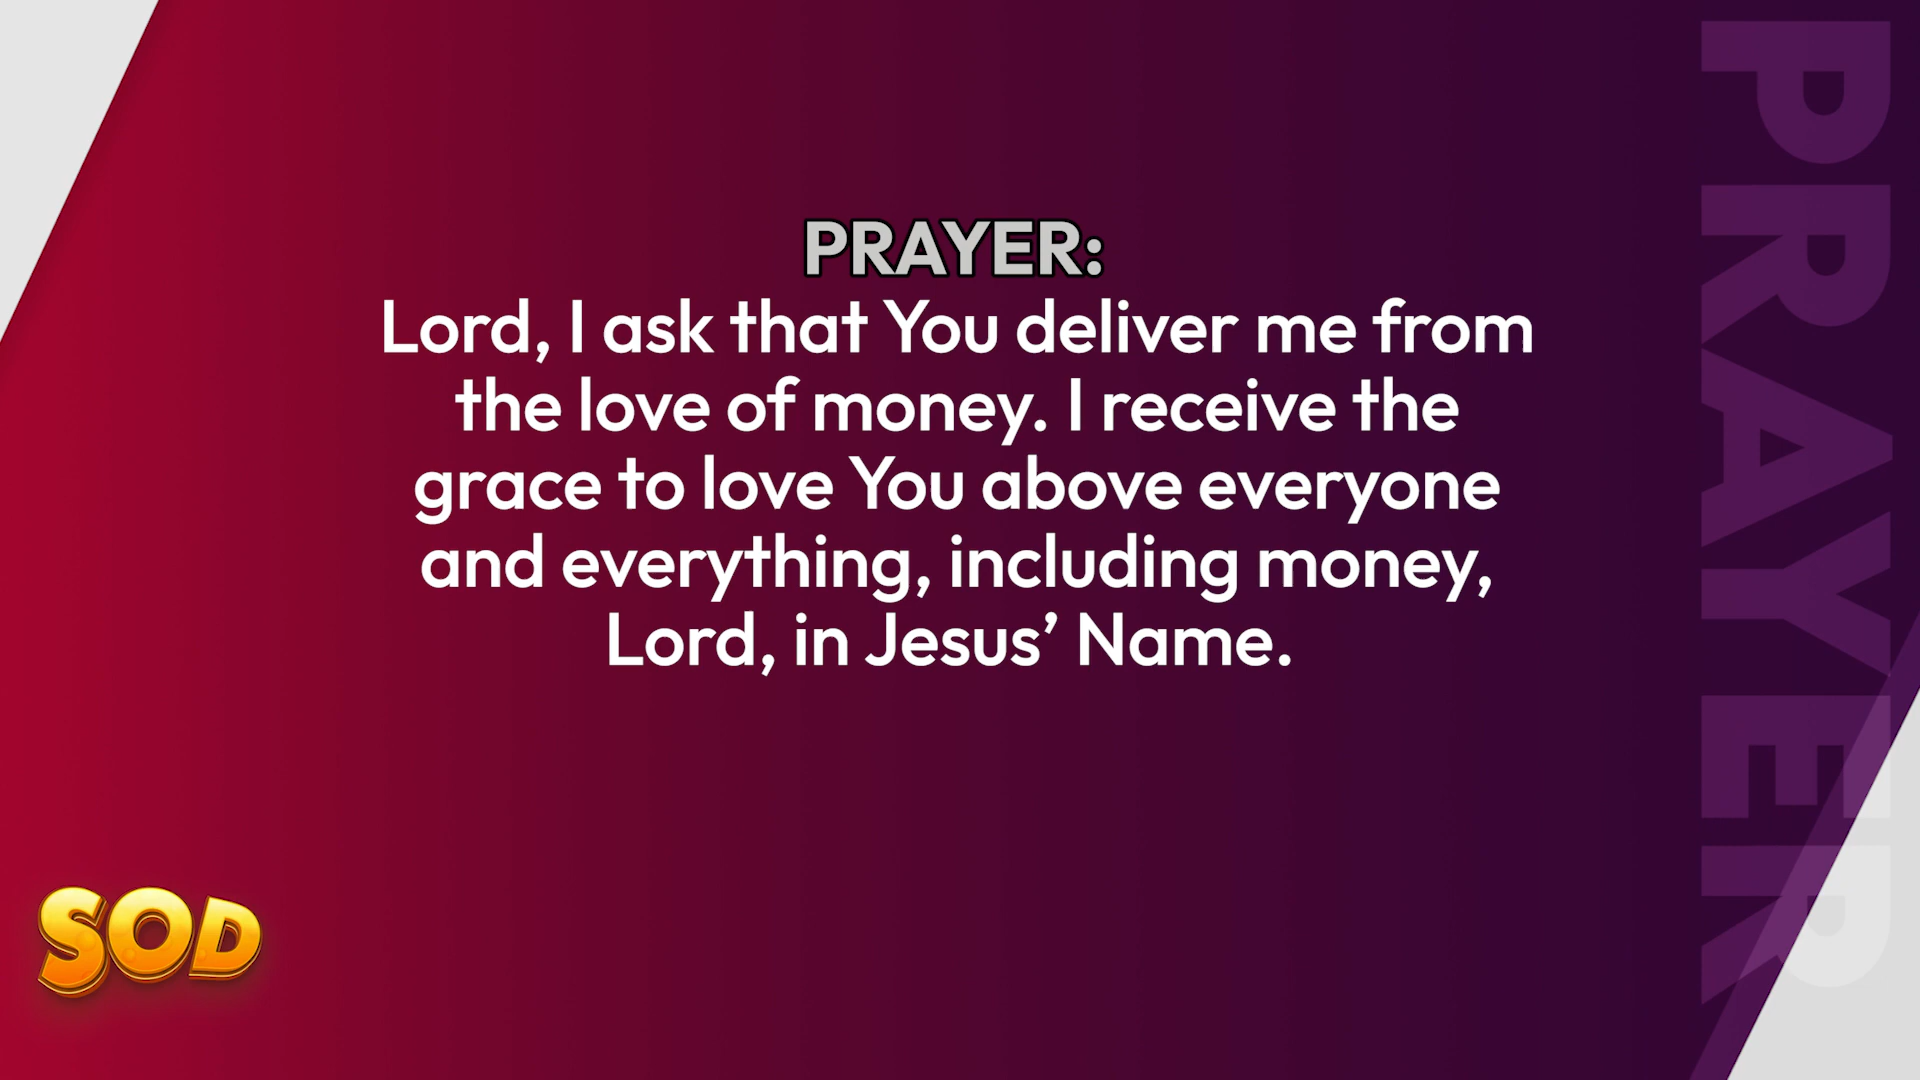 PRAYER:
Lord, I ask that You deliver me from
the love of money. I receive the
grace to love You above everyone
and everything, including money,
Lord, in Jesus’ Name.
PRAYER
SOD